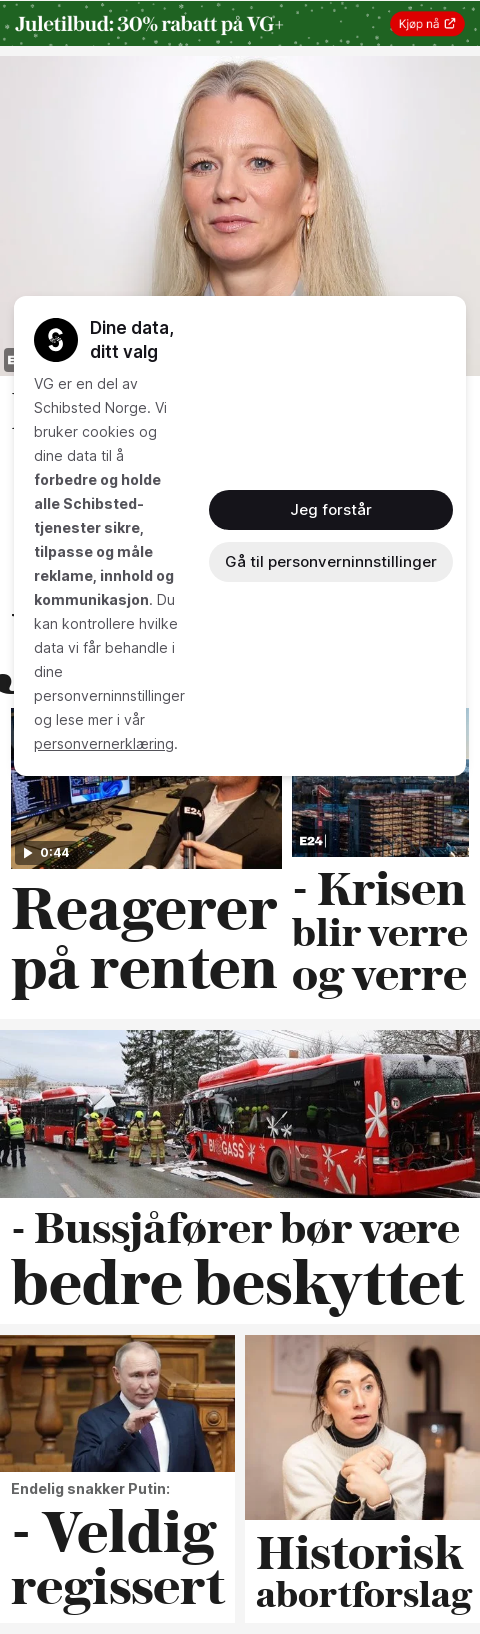 Juletilbud: 30% rabatt på VG+
Kjøp nå
Dine data,
ditt valg
VG er en del av
Schibsted Norge. Vi
bruker cookies og
dine data til å
forbedre og holde
alle Schibsted-
tjenester sikre,
tilpasse og måle
reklame, innhold og
kommunikasjon. Du
kan kontrollere hvilke
data vi får behandle i
dine
personverninnstillinger
og lese mer i vår
personvernerklæring.
Jeg forstår
Gå til personverninnstillinger
E24
0:44
Reagerer
på renten
E24
- Krisen
blir verre
og verre
BIOGASS
- Bussjåfører bør være
bedre beskyttet
Endelig snakker Putin:
- Veldig
regissert
Historisk
abortforslag